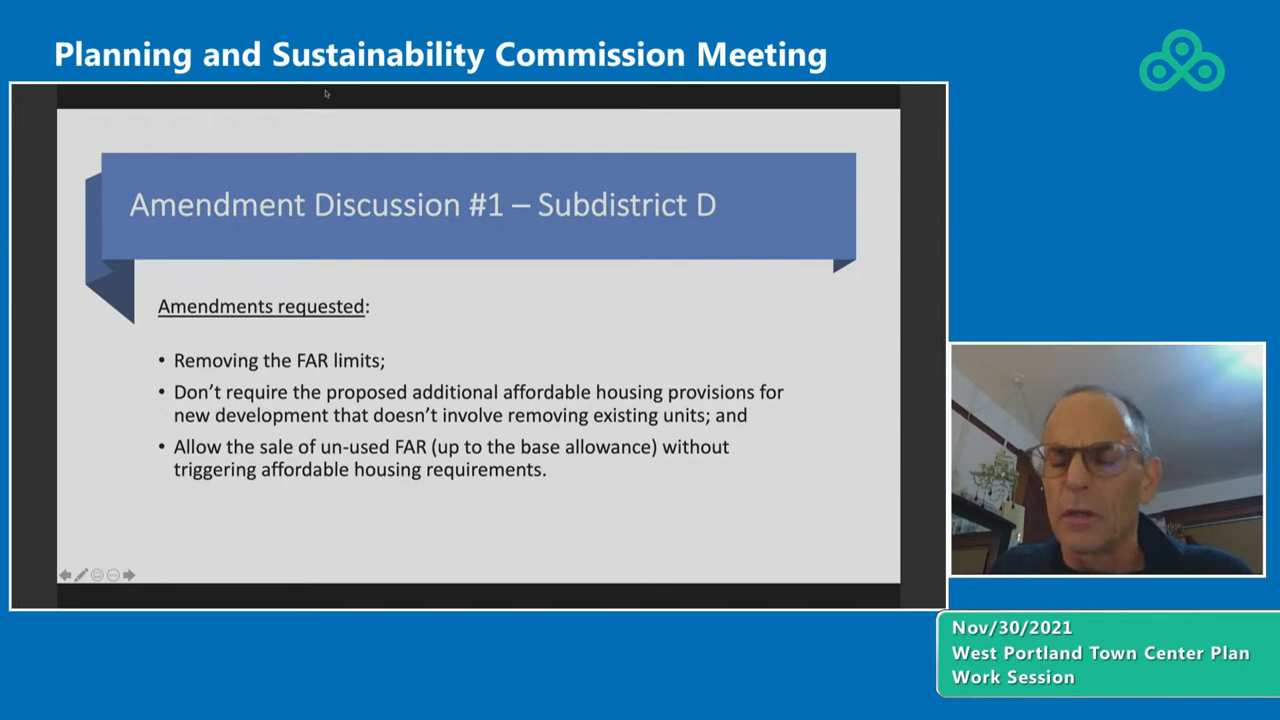 Planning and Sustainability Commission Meeting
Amendment Discussion #1 – Subdistrict D
Amendments requested:
• Removing the FAR limits;
• Don't require the proposed additional affordable housing provisions for
new development that doesn't involve removing existing units; and
• Allow the sale of un-used FAR (up to the base allowance) without
triggering affordable housing requirements.
Nov/30/2021
West Portland Town Center Plan
Work Session